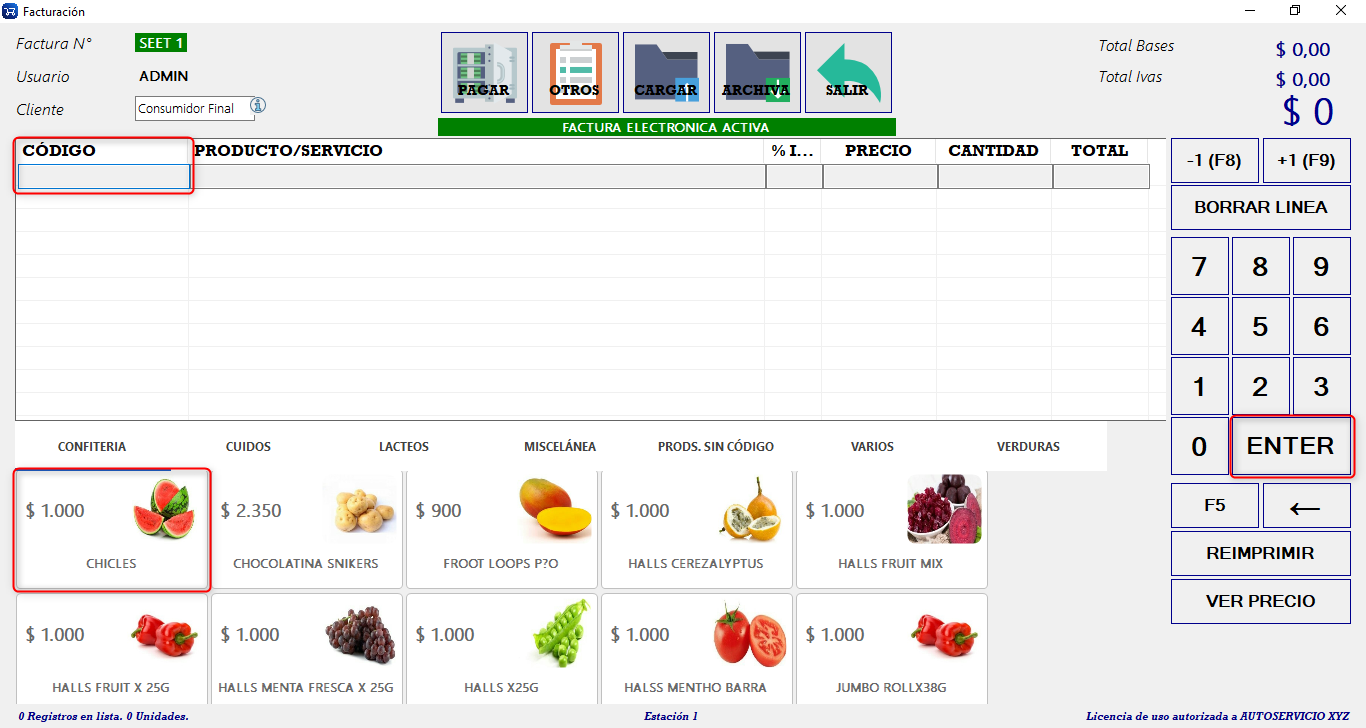 Facturación
Factura N° SEET 1
Usuario ADMIN
Cliente Consumidor Final
PAGAR OTROS CARGAR ARCHIVA SALIR
FACTURA ELECTRONICA ACTIVA
Total Bases $ 0,00
Total Ivas $ 0,00
$ 0
CÓDIGO PRODUCTO/SERVICIO % I... PRECIO CANTIDAD TOTAL
-1 (F8) +1 (F9)
BORRAR LINEA
7 8 9
4 5 6
1 2 3
0 ENTER
F5 ←
REIMPRIMIR
VER PRECIO
CONFITERIA CUIDOS LACTEOS MISCELÁNEA PRODS. SIN CÓDIGO VARIOS VERDURAS
$ 1.000 $ 2.350 $ 900 $ 1.000 $ 1.000
CHICLES CHOCOLATINA SNIKERS FROOT LOOPS P?O HALLS CEREZALYPTUS HALLS FRUIT MIX
$ 1.000 $ 1.000 $ 1.000 $ 1.000 $ 1.000
HALLS FRUIT X 25G HALLS MENTA FRESCA X 25G HALLS X25G HALSS MENTHO BARRA JUMBO ROLLX38G
0 Registros en lista. 0 Unidades. Estación 1 Licencia de uso autorizada a AUTOSERVICIO XYZ